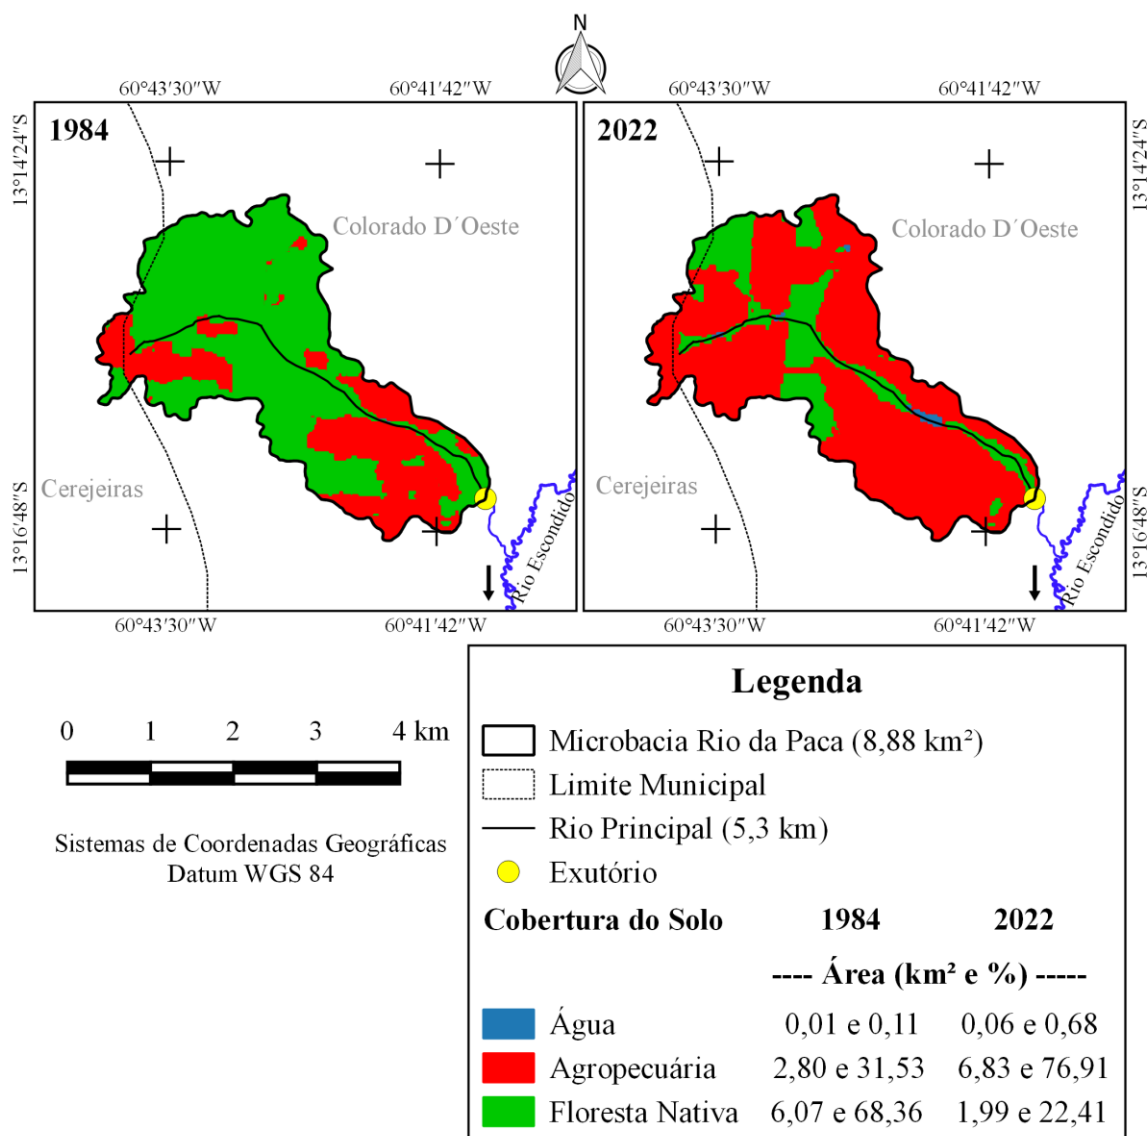 N
60°43'30"W 60°41'42"W 60°43'30"W 60°41'42"W
1984
2022
13°14'24"S
13°14'24"S
Colorado D´Oeste
Colorado D´Oeste
Cerejeiras
Cerejeiras
13°16'48"S
13°16'48"S
Rio Escondido
Rio Escondido
60°43'30"W 60°41'42"W 60°43'30"W 60°41'42"W
0 1 2 3 4 km
Sistemas de Coordenadas Geográficas
Datum WGS 84
Legenda
Microbacia Rio da Paca (8,88 km²)
Limite Municipal
Rio Principal (5,3 km)
Exutório
Cobertura do Solo 1984 2022
---- Área (km² e %) -----
Água 0,01 e 0,11 0,06 e 0,68
Agropecuária 2,80 e 31,53 6,83 e 76,91
Floresta Nativa 6,07 e 68,36 1,99 e 22,41